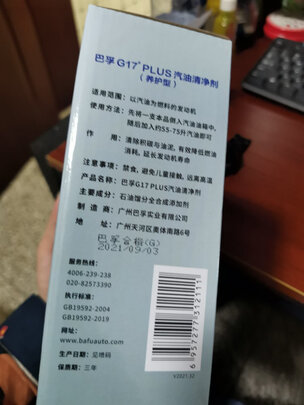 巴孚G17® PLUS汽油清净剂
（养护型）
适用范围：以汽油为燃料的发动机
使用方法：先将一支本品倒入汽油油箱中，
随后加入约55-75升汽油即可
作用：清除积碳与油泥，有效降低燃油
消耗，延长发动机寿命
注意事项：禁食，避免儿童接触，远离高温
产品名称：巴孚G17 PLUS汽油清净剂
主要成分：石油馏分全合成添加剂
制造商：广州巴孚实业有限公司
地址：广州天河区奥体南路6号
巴孚合格(G)
2021/09/03
服务热线：
4006-239-238
020-82573390
执行标准：
GB19592-2004
GB19592-2019
网址：
www.bafuauto.com
生产日期：见喷码
保质期：三年
6957277312111
V2021.32